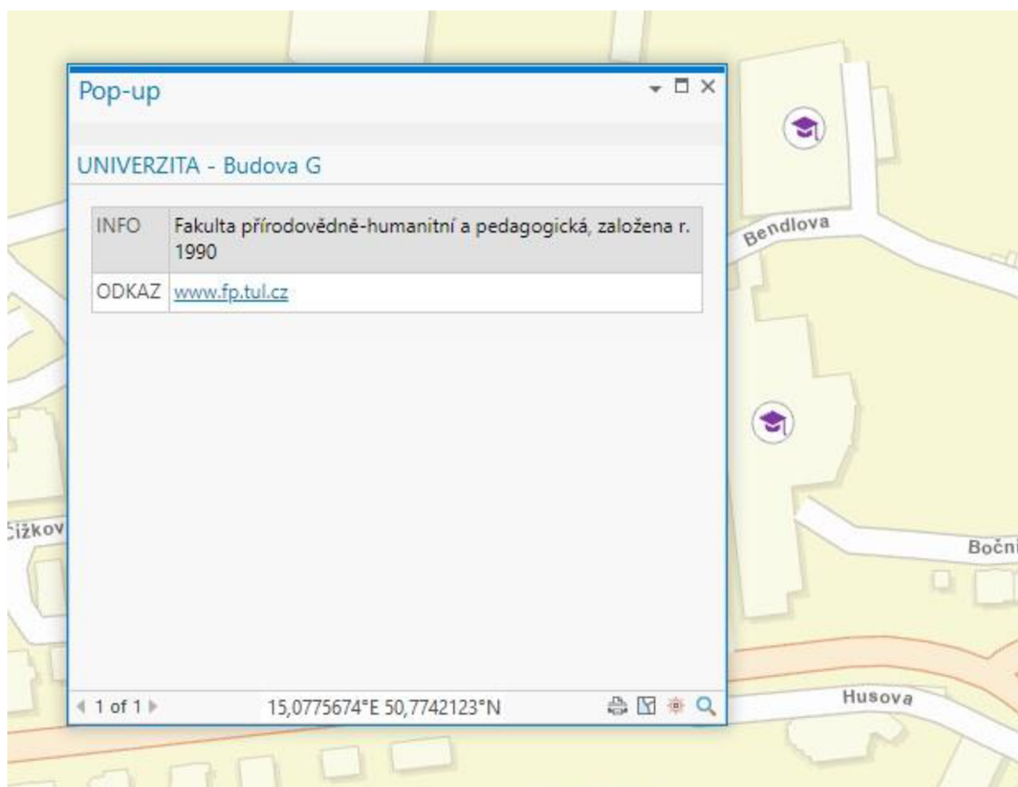 Pop-up
UNIVERZITA - Budova G
INFO Fakulta přírodovědně-humanitní a pedagogická, založena r.
1990
ODKAZ www.fp.tul.cz
1 of 1
15,0775674°E 50,7742123°N
Bendlova
Boční
Husova